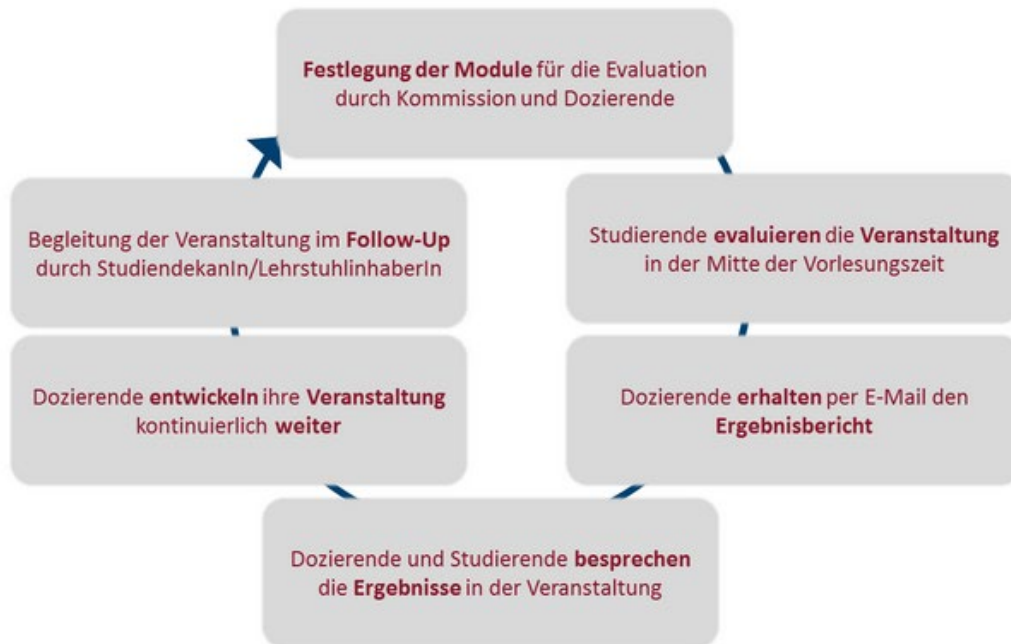 Festlegung der Module für die Evaluation
durch Kommission und Dozierende
Studierende evaluieren die Veranstaltung
in der Mitte der Vorlesungszeit
Dozierende erhalten per E-Mail den
Ergebnisbericht
Dozierende und Studierende besprechen
die Ergebnisse in der Veranstaltung
Dozierende entwickeln ihre Veranstaltung
kontinuierlich weiter
Begleitung der Veranstaltung im Follow-Up
durch StudiendekanIn/LehrstuhlinhaberIn